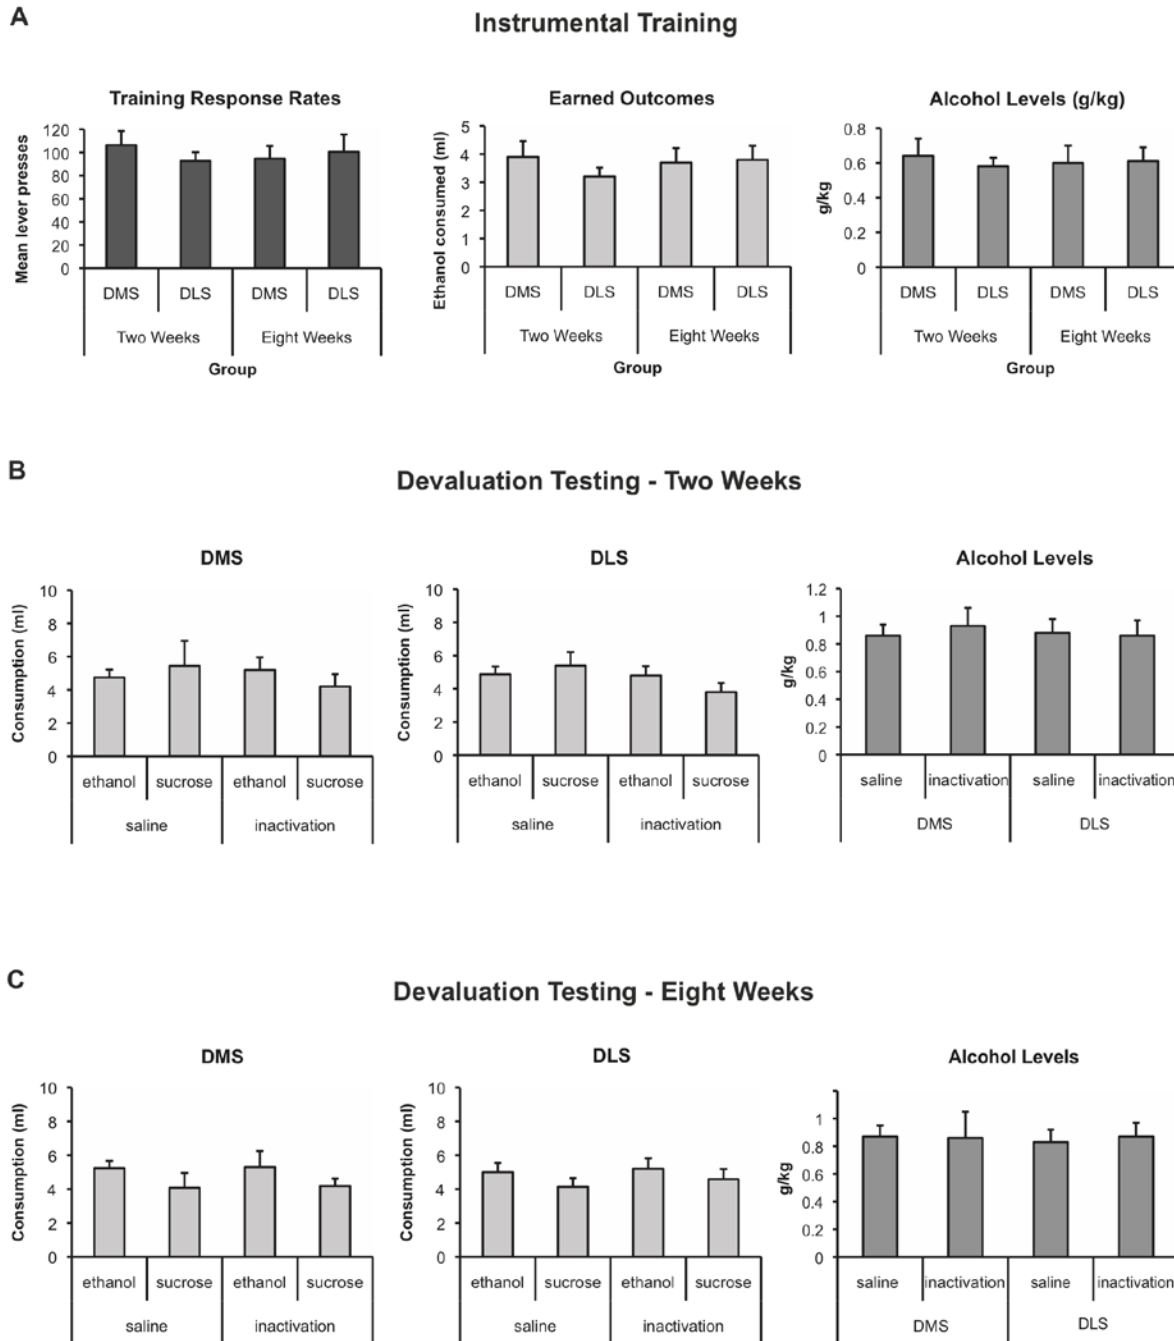 A
Instrumental Training
Training Response Rates
Mean lever presses
120
100
80
60
40
20
0
DMS DLS DMS DLS
Two Weeks Eight Weeks
Group
Earned Outcomes
Ethanol consumed (ml)
5
4
3
2
1
0
DMS DLS DMS DLS
Two Weeks Eight Weeks
Group
Alcohol Levels (g/kg)
g/kg
0.8
0.6
0.4
0.2
0
DMS DLS DMS DLS
Two Weeks Eight Weeks
Group
B
Devaluation Testing - Two Weeks
DMS
Consumption (ml)
10
8
6
4
2
0
ethanol sucrose ethanol sucrose
saline inactivation
DLS
Consumption (ml)
10
8
6
4
2
0
ethanol sucrose ethanol sucrose
saline inactivation
Alcohol Levels
g/kg
1.2
1
0.8
0.6
0.4
0.2
0
saline inactivation saline inactivation
DMS DLS
C
Devaluation Testing - Eight Weeks
DMS
Consumption (ml)
10
8
6
4
2
0
ethanol sucrose ethanol sucrose
saline inactivation
DLS
Consumption (ml)
10
8
6
4
2
0
ethanol sucrose ethanol sucrose
saline inactivation
Alcohol Levels
g/kg
1
0.8
0.6
0.4
0.2
0
saline inactivation saline inactivation
DMS DLS